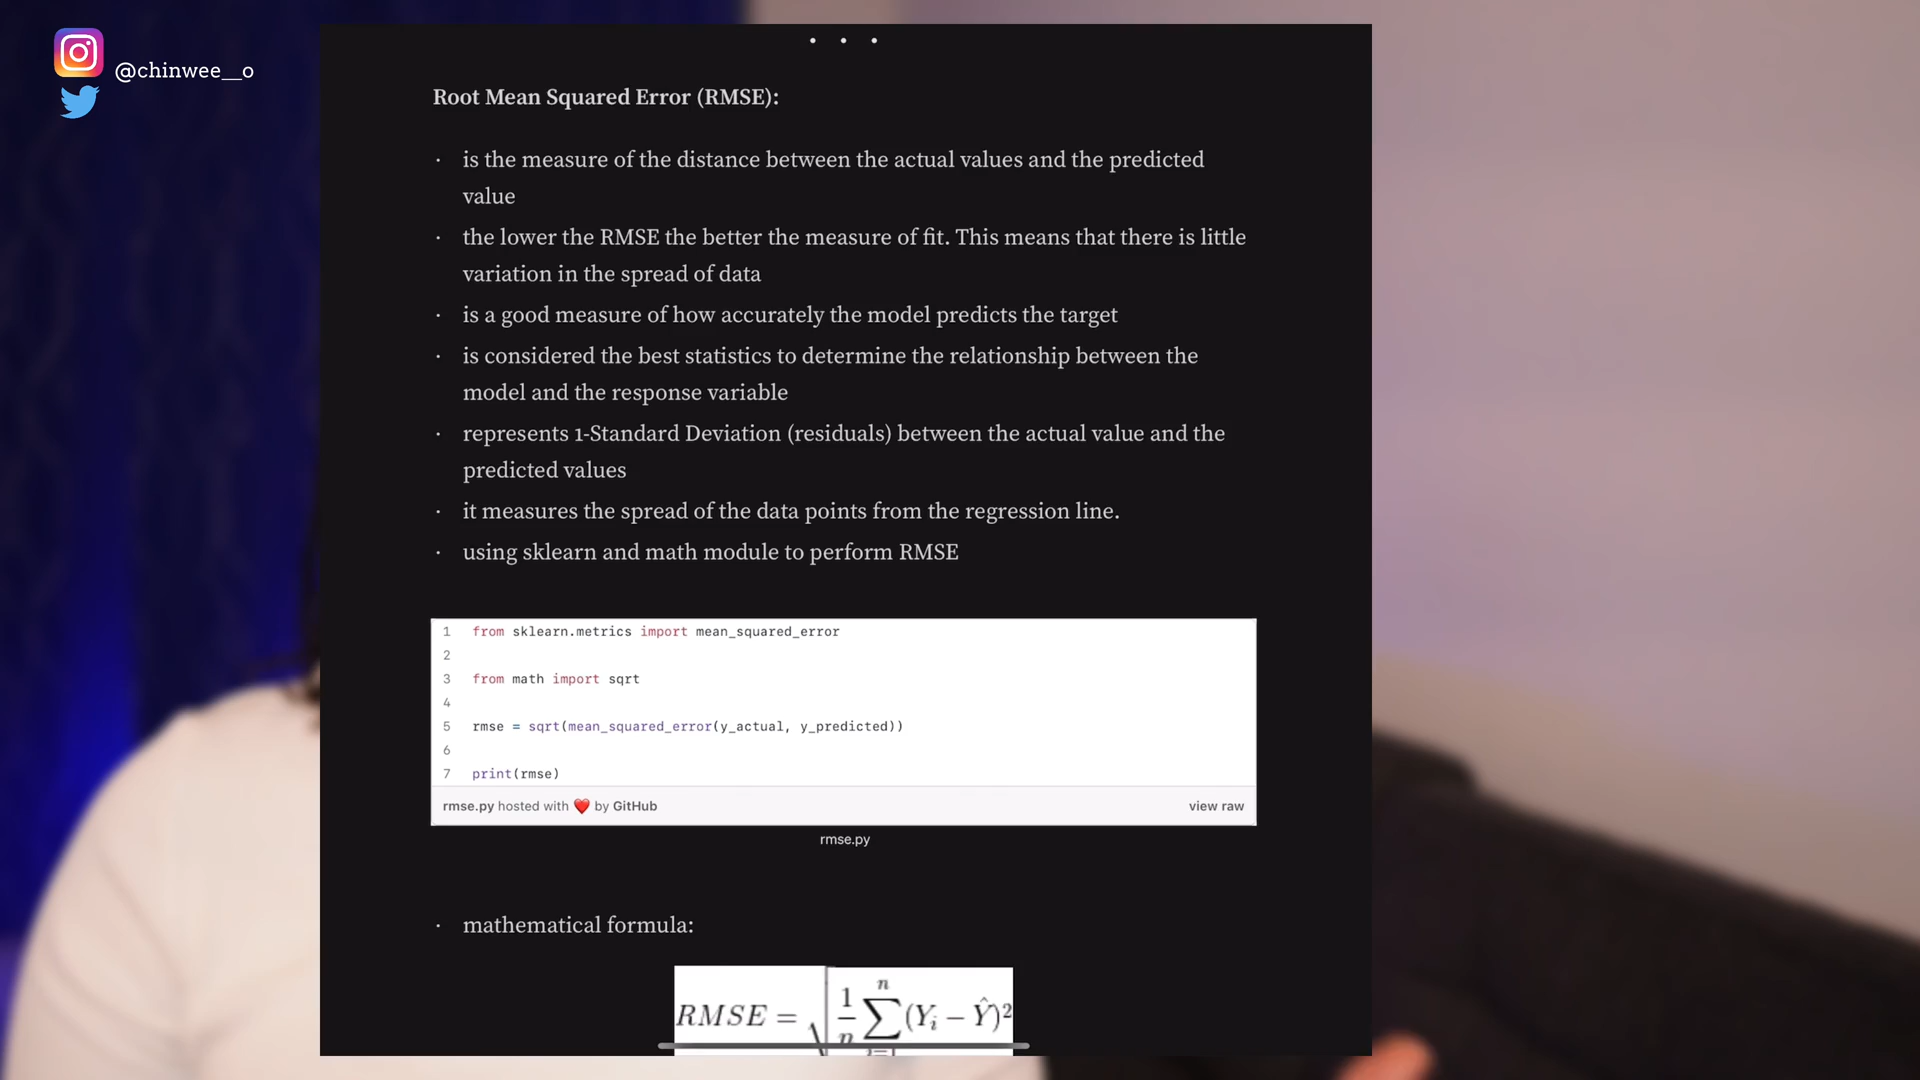 @chinwee__o
Root Mean Squared Error (RMSE):
· is the measure of the distance between the actual values and the predicted
value
· the lower the RMSE the better the measure of fit. This means that there is little
variation in the spread of data
· is a good measure of how accurately the model predicts the target
· is considered the best statistics to determine the relationship between the
model and the response variable
· represents 1-Standard Deviation (residuals) between the actual value and the
predicted values
· it measures the spread of the data points from the regression line.
· using sklearn and math module to perform RMSE
1 from sklearn.metrics import mean_squared_error
2
3 from math import sqrt
4
5 rmse = sqrt(mean_squared_error(y_actual, y_predicted))
6
7 print(rmse)
rmse.py hosted with ❤ by GitHub view raw
rmse.py
· mathematical formula:
RMSE = √ 1/n ∑ n (Yᵢ − Ŷ)²